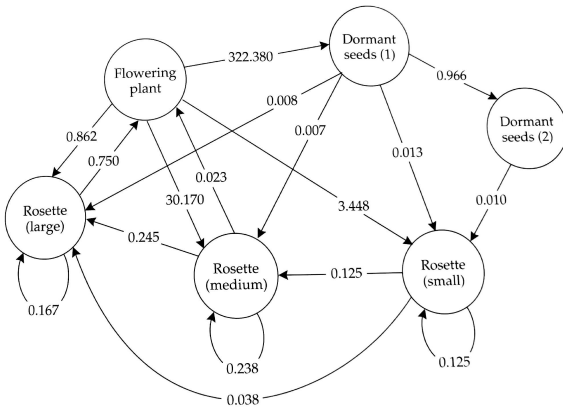 Dormant
seeds (1)
322.380
Flowering
plant
0.966
0.008
Dormant
seeds (2)
0.862
0.007
0.750
0.013
0.023
30.170
3.448
0.010
Rosette
(large)
0.245
Rosette
(medium)
0.125
Rosette
(small)
0.167
0.238
0.125
0.038